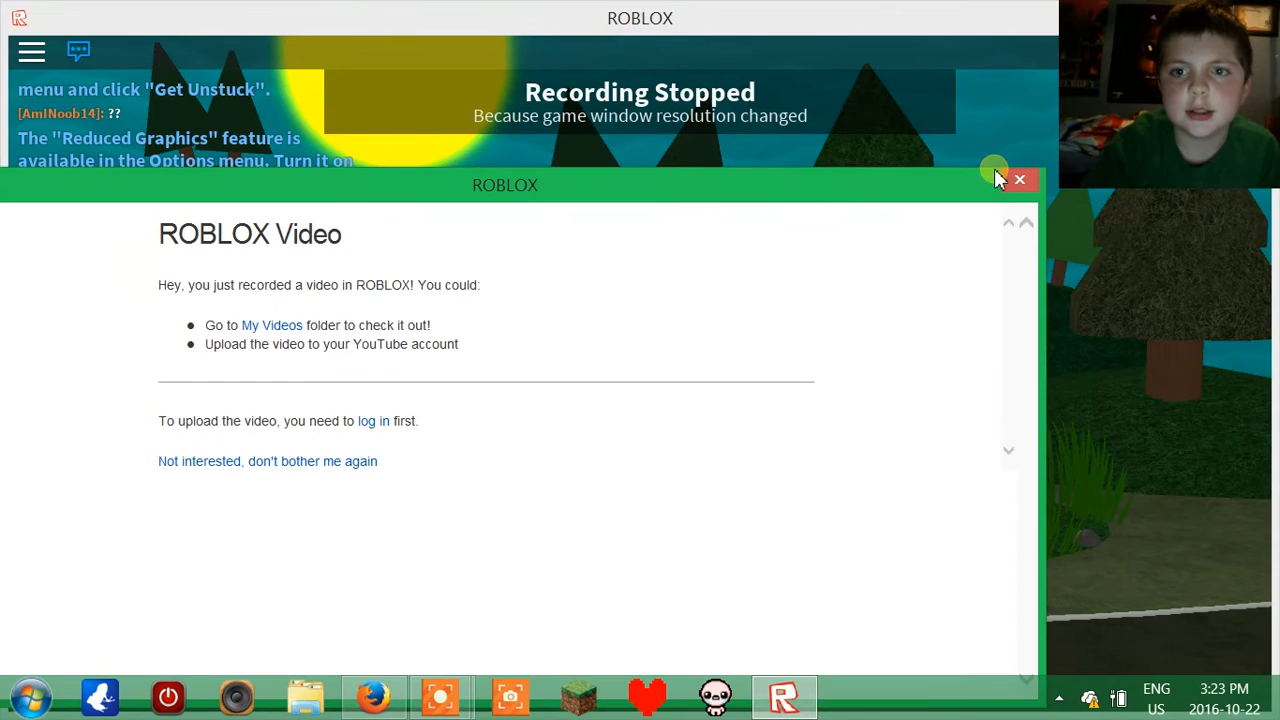 ROBLOX
Recording Stopped
Because game window resolution changed
menu and click "Get Unstuck".
[AmINoob14]: ??
The "Reduced Graphics" feature is
available in the Options menu. Turn it on
ROBLOX
ROBLOX Video
Hey, you just recorded a video in ROBLOX! You could:
● Go to My Videos folder to check it out!
● Upload the video to your YouTube account
To upload the video, you need to log in first.
Not interested, don't bother me again
ENG
US
3:23 PM
2016-10-22